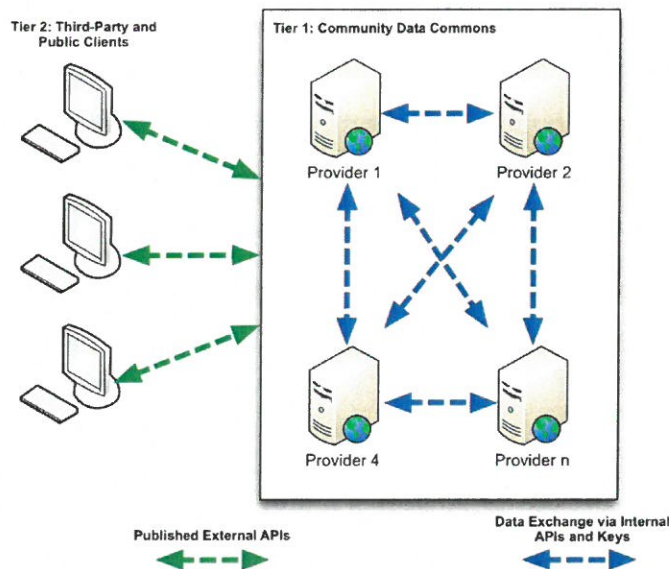 Tier 2: Third-Party and
Public Clients
Tier 1: Community Data Commons
Provider 1
Provider 2
Provider 4
Provider n
Published External APIs
Data Exchange via Internal
APIs and Keys